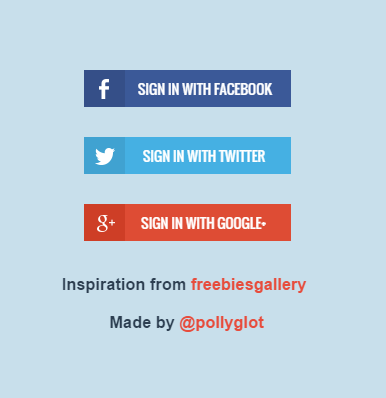 SIGN IN WITH FACEBOOK
SIGN IN WITH TWITTER
g+ SIGN IN WITH GOOGLE+
Inspiration from freebiesgallery
Made by @pollyglot